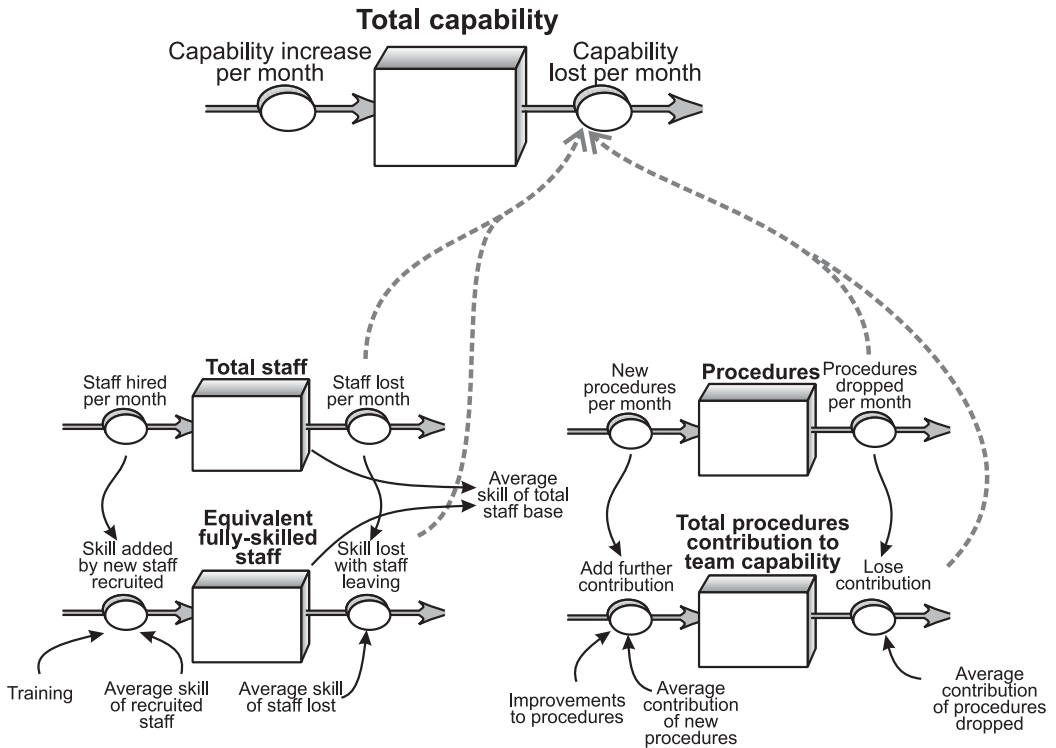 Total capability
Capability increase
per month
Capability
lost per month
Total staff
Staff hired
per month
Staff lost
per month
Procedures
New
procedures
per month
Procedures
dropped
per month
Average
skill of total
staff base
Equivalent
fully-skilled
staff
Skill added
by new staff
recruited
Skill lost
with staff
leaving
Total procedures
contribution to
team capability
Add further
contribution
Lose
contribution
Training
Average skill
of recruited
staff
Average skill
of staff lost
Improvements
to procedures
Average
contribution
of new
procedures
Average
contribution
of procedures
dropped